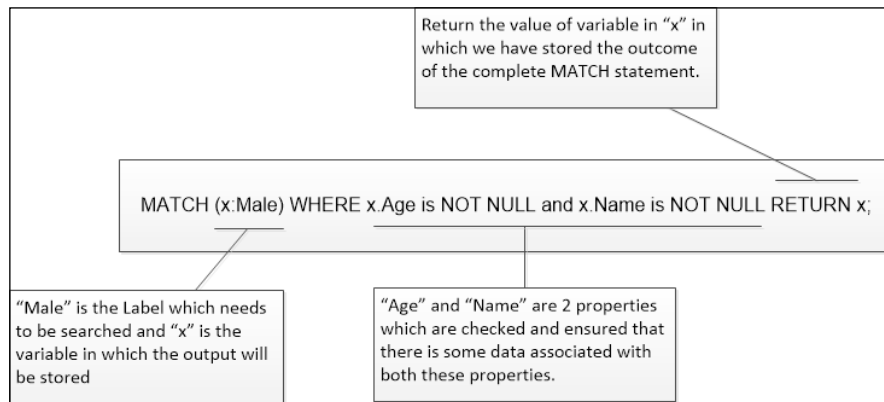 Return the value of variable in “x” in
which we have stored the outcome
of the complete MATCH statement.
MATCH (x:Male) WHERE x.Age is NOT NULL and x.Name is NOT NULL RETURN x;
“Male” is the Label which needs
to be searched and “x” is the
variable in which the output will
be stored
“Age” and “Name” are 2 properties
which are checked and ensured that
there is some data associated with
both these properties.